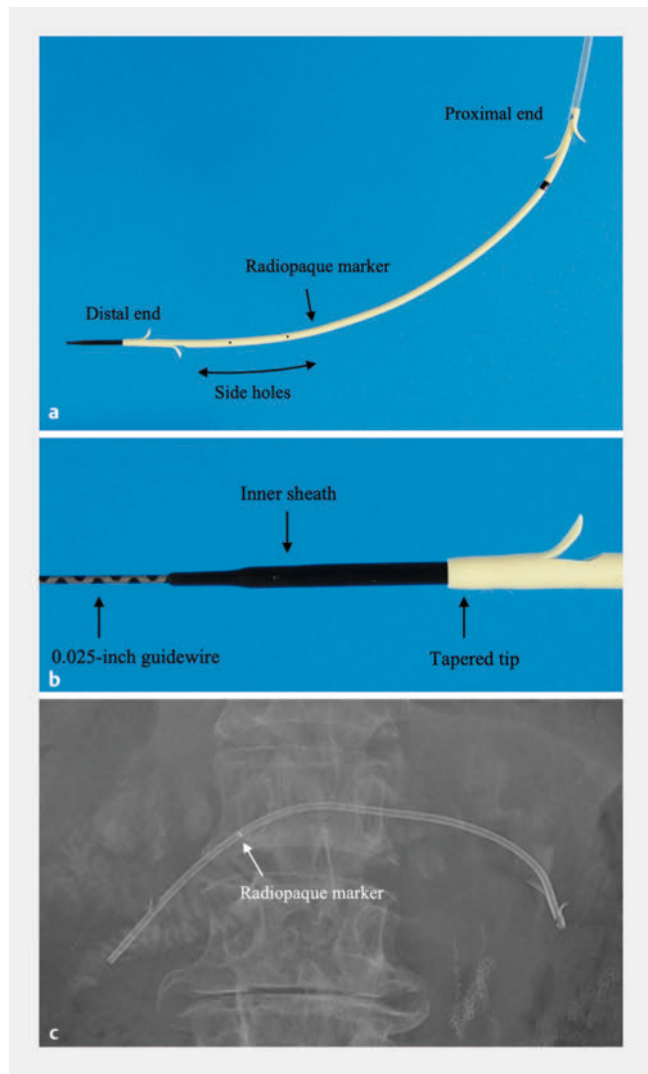 Proximal end
Radiopaque marker
Distal end
Side holes
a
Inner sheath
0.025-inch guidewire
Tapered tip
b
Radiopaque marker
c